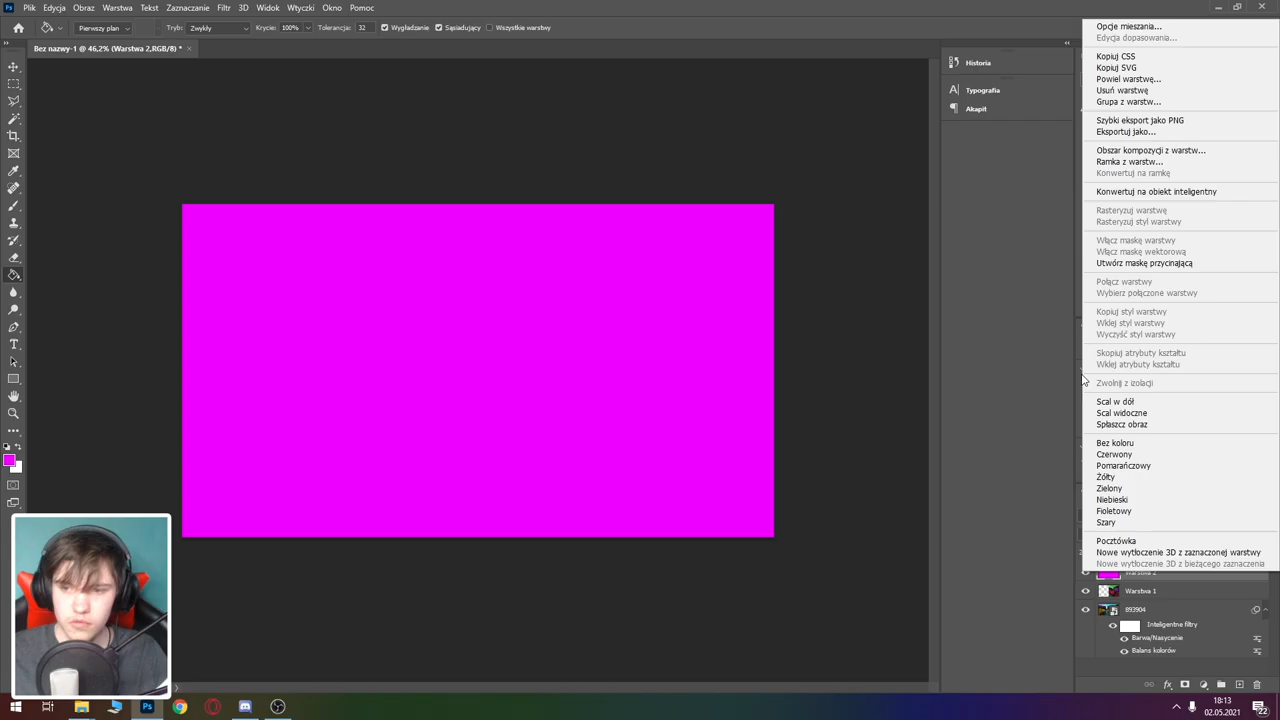 Ps Plik Edycja Obraz Warstwa Tekst Zaznaczanie Filtr 3D Widok Wtyczki Okno Pomoc
Pierwszy plan Tryb: Zwykły Krycie: 100% Tolerancja: 32 Wygładzanie Sąsiadujący Wszystkie warstwy
Bez nazwy-1 @ 46,2% (Warstwa 2,RGB/8) *
Historia
Typografia
Akapit
Opcje mieszania...
Edycja dopasowania...
Kopiuj CSS
Kopiuj SVG
Powiel warstwę...
Usuń warstwę
Grupa z warstw...
Szybki eksport jako PNG
Eksportuj jako...
Obszar kompozycji z warstw...
Ramka z warstw...
Konwertuj na ramkę
Konwertuj na obiekt inteligentny
Rasteryzuj warstwę
Rasteryzuj styl warstwy
Włącz maskę warstwy
Włącz maskę wektorową
Utwórz maskę przycinającą
Połącz warstwy
Wybierz połączone warstwy
Kopiuj styl warstwy
Wklej styl warstwy
Wyczyść styl warstwy
Skopiuj atrybuty kształtu
Wklej atrybuty kształtu
Zwolnij z izolacji
Scal w dół
Scal widoczne
Spłaszcz obraz
Bez koloru
Czerwony
Pomarańczowy
Żółty
Zielony
Niebieski
Fioletowy
Szary
Pocztówka
Nowe wytłoczenie 3D z zaznaczonej warstwy
Nowe wytłoczenie 3D z bieżącego zaznaczenia
Warstwa 2
Warstwa 1
893904
Inteligentne filtry
Barwa/Nasycenie
Balans kolorów
18:13
02.05.2021
22